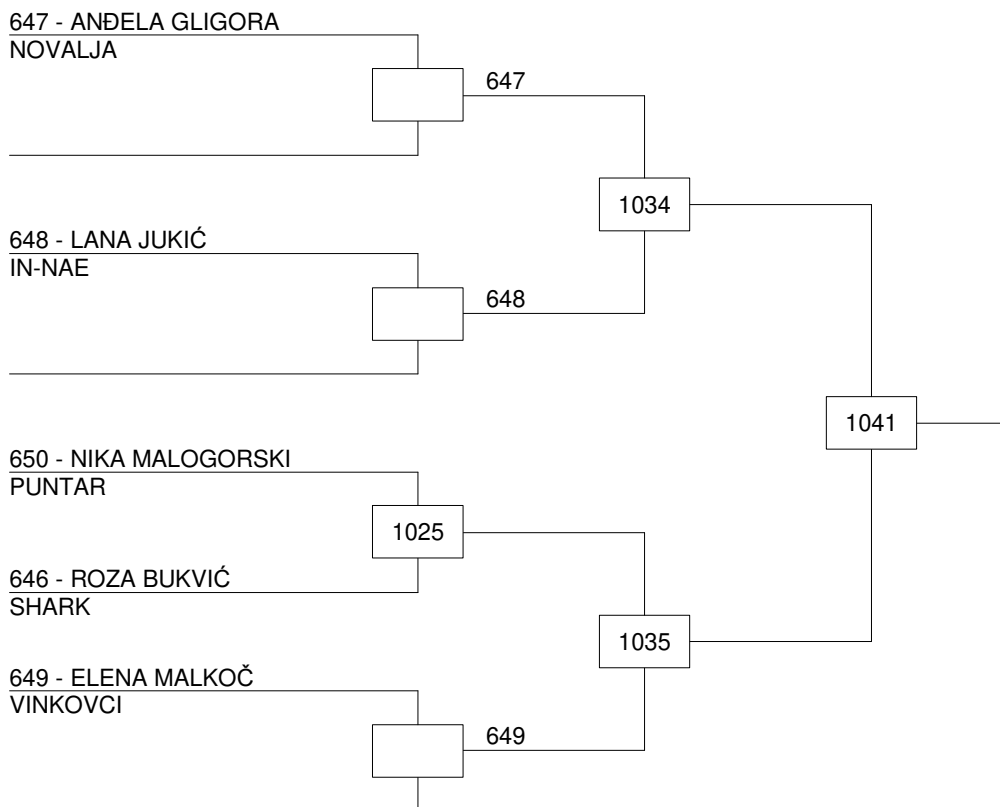 647 - ANĐELA GLIGORA
NOVALJA
647
1034
648 - LANA JUKIĆ
IN-NAE
648
1041
650 - NIKA MALOGORSKI
PUNTAR
1025
646 - ROZA BUKVIĆ
SHARK
1035
649 - ELENA MALKOČ
VINKOVCI
649